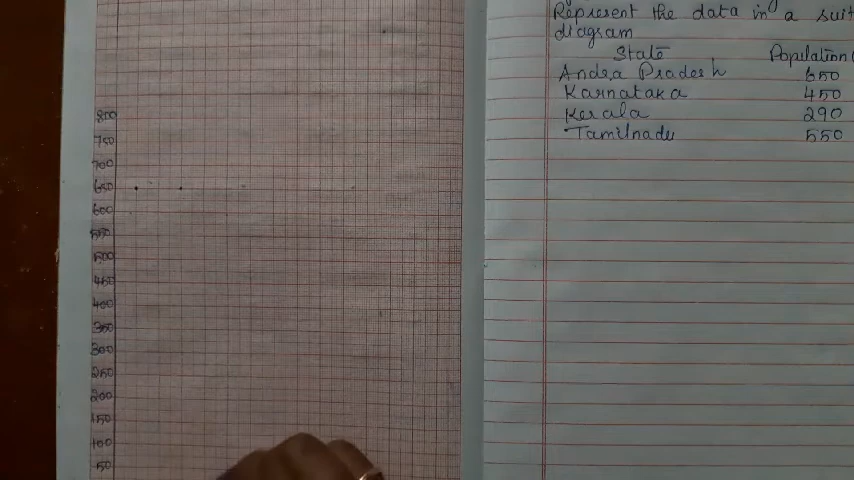 800
750
700
650
600
550
500
450
400
350
300
250
200
150
100
50
Represent the data in a suit
diagram
State Population (
Andra Pradesh 650
Karnataka 450
Kerala 290
Tamilnadu 550